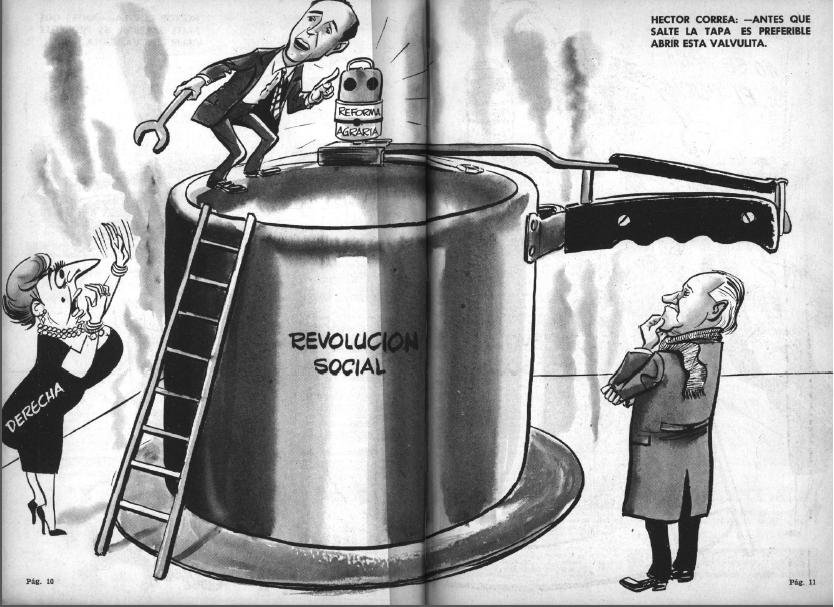 HECTOR CORREA: —ANTES QUE
SALTE LA TAPA ES PREFERIBLE
ABRIR ESTA VALVULITA.
REFORMA
AGRARIA
REVOLUCION
SOCIAL
DERECHA
Pág. 10
Pág. 11